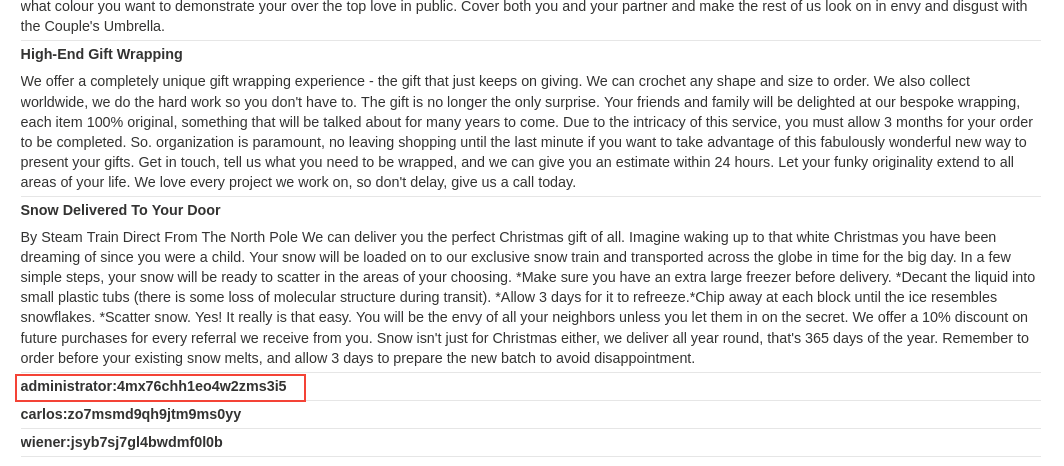 what colour you want to demonstrate your over the top love in public. Cover both you and your partner and make the rest of us look on in envy and disgust with
the Couple's Umbrella.
High-End Gift Wrapping
We offer a completely unique gift wrapping experience - the gift that just keeps on giving. We can crochet any shape and size to order. We also collect
worldwide, we do the hard work so you don't have to. The gift is no longer the only surprise. Your friends and family will be delighted at our bespoke wrapping,
each item 100% original, something that will be talked about for many years to come. Due to the intricacy of this service, you must allow 3 months for your order
to be completed. So. organization is paramount, no leaving shopping until the last minute if you want to take advantage of this fabulously wonderful new way to
present your gifts. Get in touch, tell us what you need to be wrapped, and we can give you an estimate within 24 hours. Let your funky originality extend to all
areas of your life. We love every project we work on, so don't delay, give us a call today.
Snow Delivered To Your Door
By Steam Train Direct From The North Pole We can deliver you the perfect Christmas gift of all. Imagine waking up to that white Christmas you have been
dreaming of since you were a child. Your snow will be loaded on to our exclusive snow train and transported across the globe in time for the big day. In a few
simple steps, your snow will be ready to scatter in the areas of your choosing. *Make sure you have an extra large freezer before delivery. *Decant the liquid into
small plastic tubs (there is some loss of molecular structure during transit). *Allow 3 days for it to refreeze.*Chip away at each block until the ice resembles
snowflakes. *Scatter snow. Yes! It really is that easy. You will be the envy of all your neighbors unless you let them in on the secret. We offer a 10% discount on
future purchases for every referral we receive from you. Snow isn't just for Christmas either, we deliver all year round, that's 365 days of the year. Remember to
order before your existing snow melts, and allow 3 days to prepare the new batch to avoid disappointment.
administrator:4mx76chh1eo4w2zms3i5
carlos:zo7msmd9qh9jtm9ms0yy
wiener:jsyb7sj7gl4bwdmf0l0b